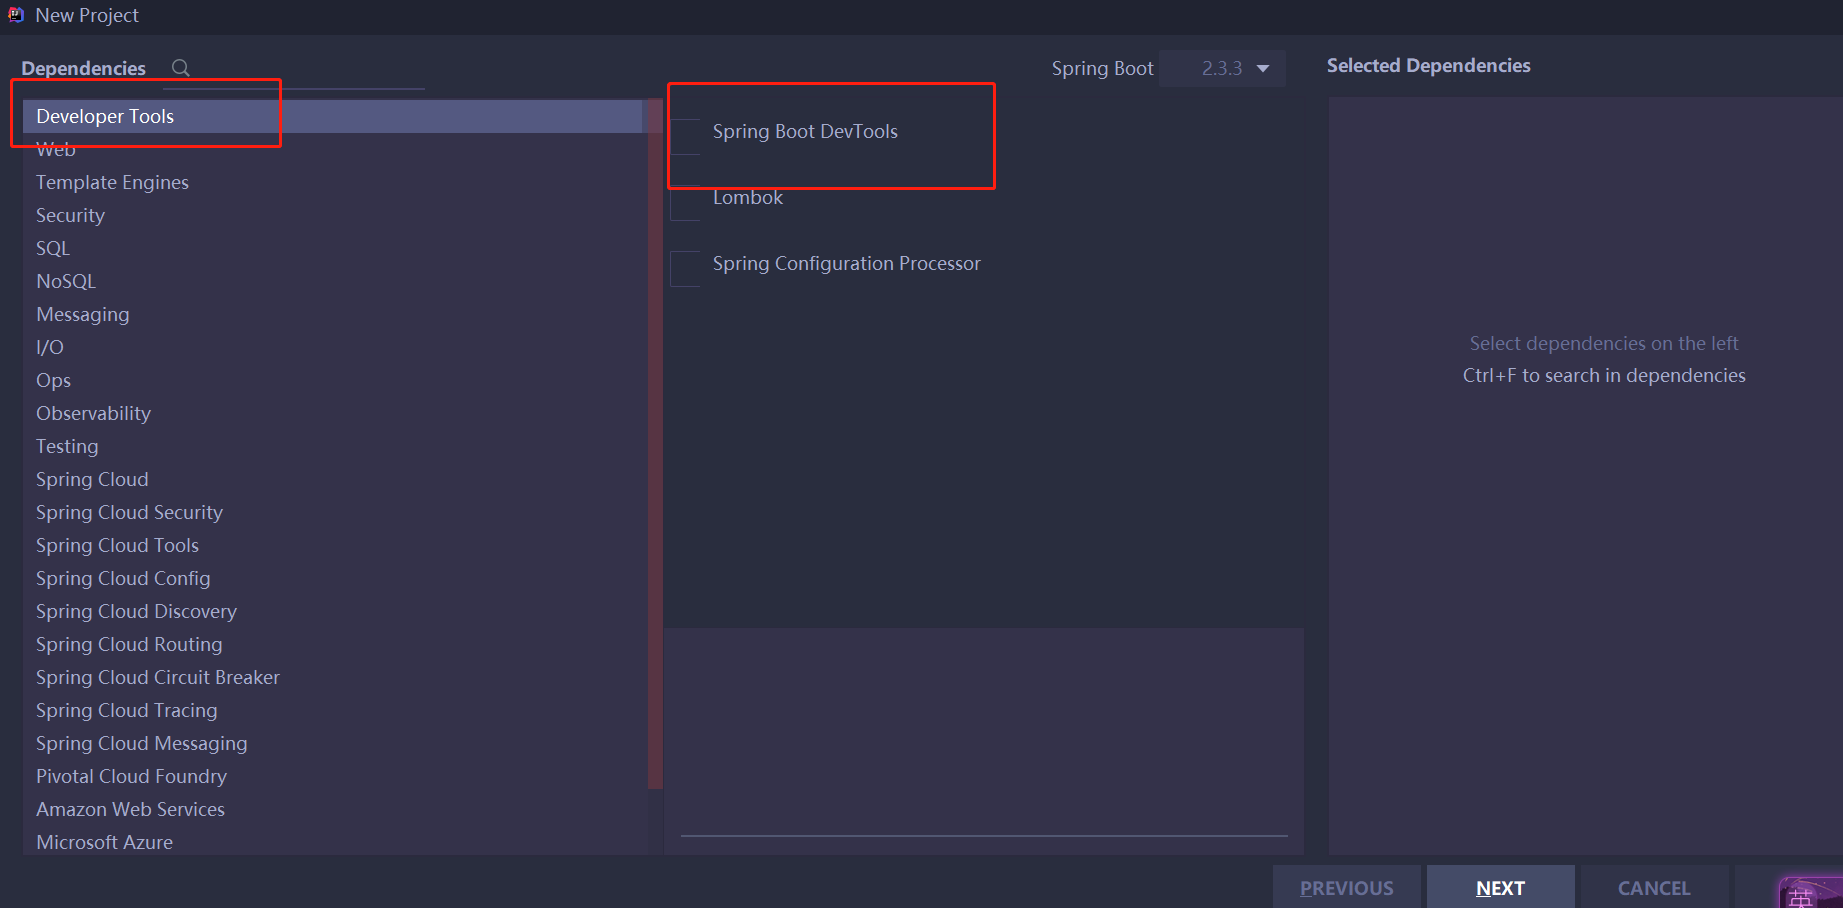 New Project
Dependencies
Spring Boot 2.3.3
Selected Dependencies
Developer Tools
Web
Template Engines
Security
SQL
NoSQL
Messaging
I/O
Ops
Observability
Testing
Spring Cloud
Spring Cloud Security
Spring Cloud Tools
Spring Cloud Config
Spring Cloud Discovery
Spring Cloud Routing
Spring Cloud Circuit Breaker
Spring Cloud Tracing
Spring Cloud Messaging
Pivotal Cloud Foundry
Amazon Web Services
Microsoft Azure
Spring Boot DevTools
Lombok
Spring Configuration Processor
Select dependencies on the left
Ctrl+F to search in dependencies
PREVIOUS
NEXT
CANCEL
英